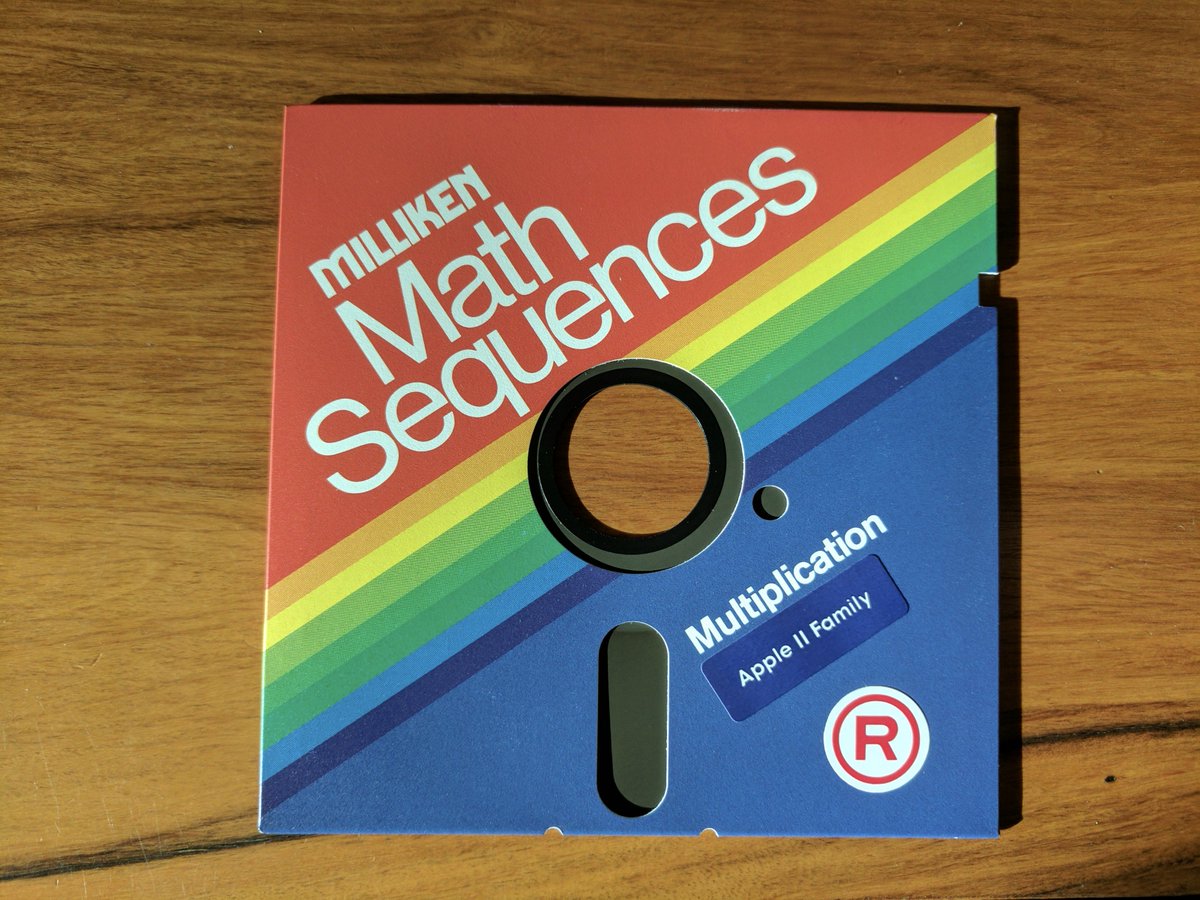 MILLIKEN
Math
Sequences
Multiplication
Apple II Family
R